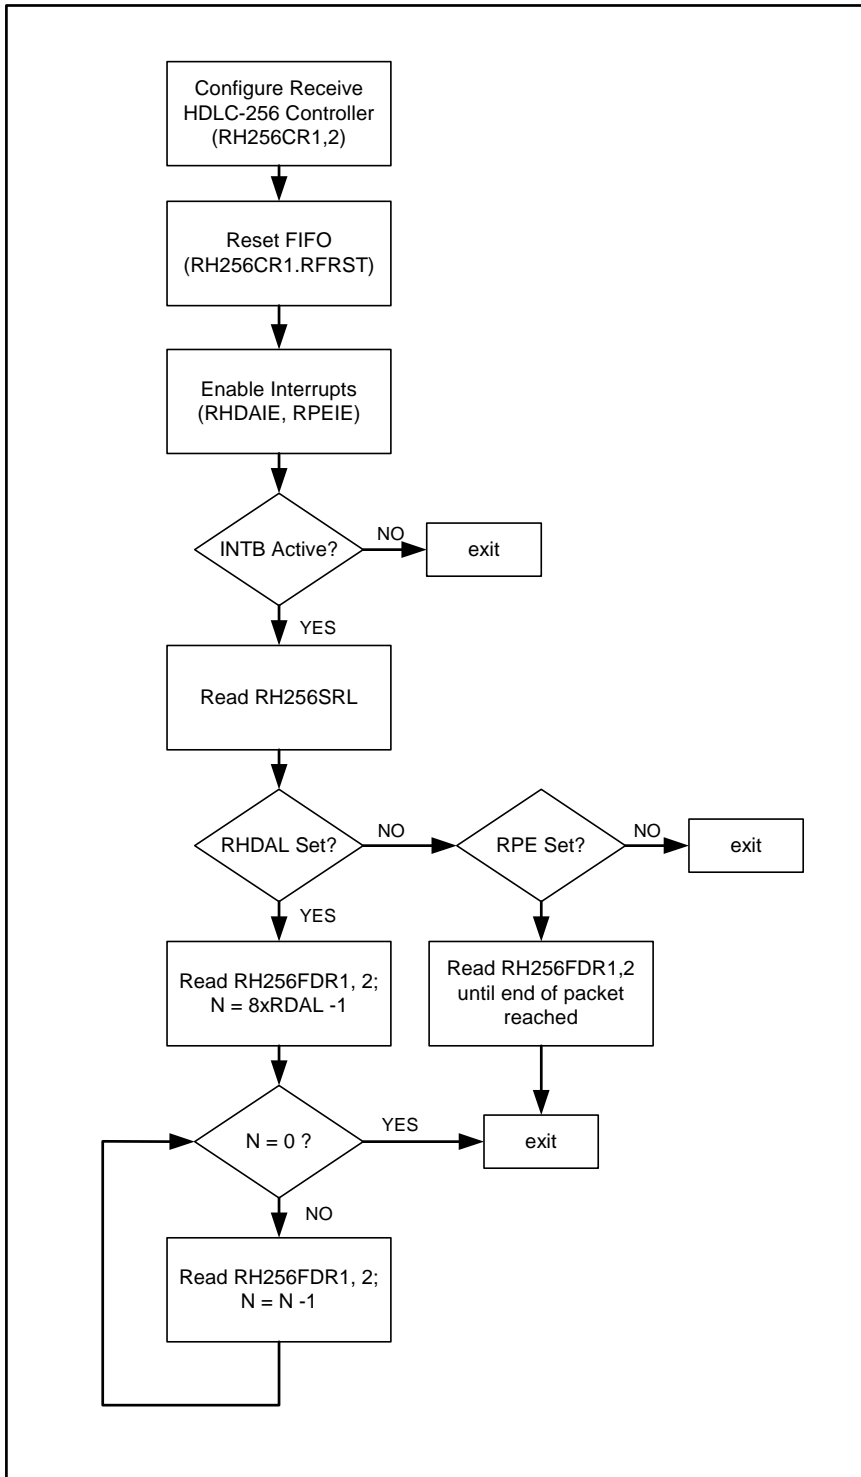 Configure Receive
HDLC-256 Controller
(RH256CR1,2)
Reset FIFO
(RH256CR1.RFRST)
Enable Interrupts
(RHDAIE, RPEIE)
INTB Active?
NO
exit
YES
Read RH256SRL
RHDAL Set?
NO
RPE Set?
NO
exit
YES
Read RH256FDR1, 2;
N = 8xRDAL -1
Read RH256FDR1,2
until end of packet
reached
N = 0 ?
YES
exit
NO
Read RH256FDR1, 2;
N = N -1